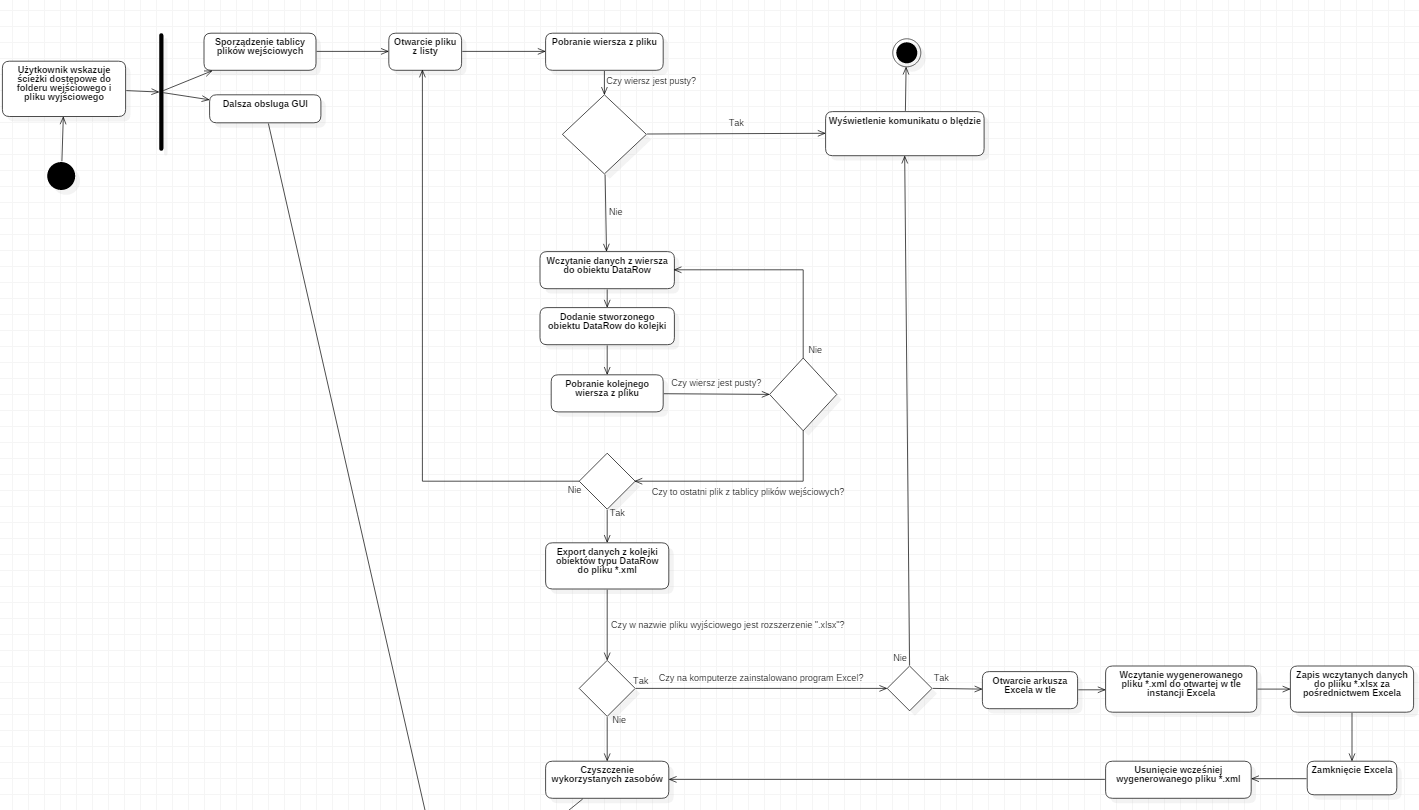 Użytkownik wskazuje
ścieżki dostępowe do
folderu wejściowego i
pliku wyjściowego
Sporządzenie tablicy
plików wejściowych
Dalsza obsluga GUI
Otwarcie pliku
z listy
Pobranie wiersza z pliku
Czy wiersz jest pusty?
Tak
Wyświetlenie komunikatu o błędzie
Nie
Wczytanie danych z wiersza
do obiektu DataRow
Dodanie stworzonego
obiektu DataRow do kolejki
Nie
Pobranie kolejnego
wiersza z pliku
Czy wiersz jest pusty?
Nie
Czy to ostatni plik z tablicy plików wejściowych?
Tak
Export danych z kolejki
obiektów typu DataRow
do pliku *.xml
Czy w nazwie pliku wyjściowego jest rozszerzenie ".xlsx"?
Tak
Czy na komputerze zainstalowano program Excel?
Nie
Tak
Otwarcie arkusza
Excela w tle
Wczytanie wygenerowanego
pliku *.xml do otwartej w tle
instancji Excela
Zapis wczytanych danych
do pliiku *.xlsx za
pośrednictwem Excela
Nie
Czyszczenie
wykorzystanych zasobów
Usunięcie wcześniej
wygenerowanego pliku *.xml
Zamknięcie Excela